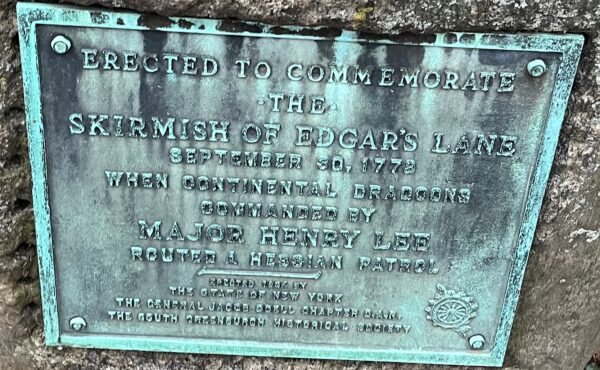 ERECTED TO COMMEMORATE
·THE·
SKIRMISH OF EDGAR'S LANE
SEPTEMBER 30, 1778
WHEN CONTINENTAL DRAGOONS
COMMANDED BY
MAJOR HENRY LEE
ROUTED A HESSIAN PATROL
ERECTED BY
THE STATE OF NEW YORK
THE GENERAL JACOB ODELL CHAPTER D.A.R.
THE SOUTH GREENBURGH HISTORICAL SOCIETY